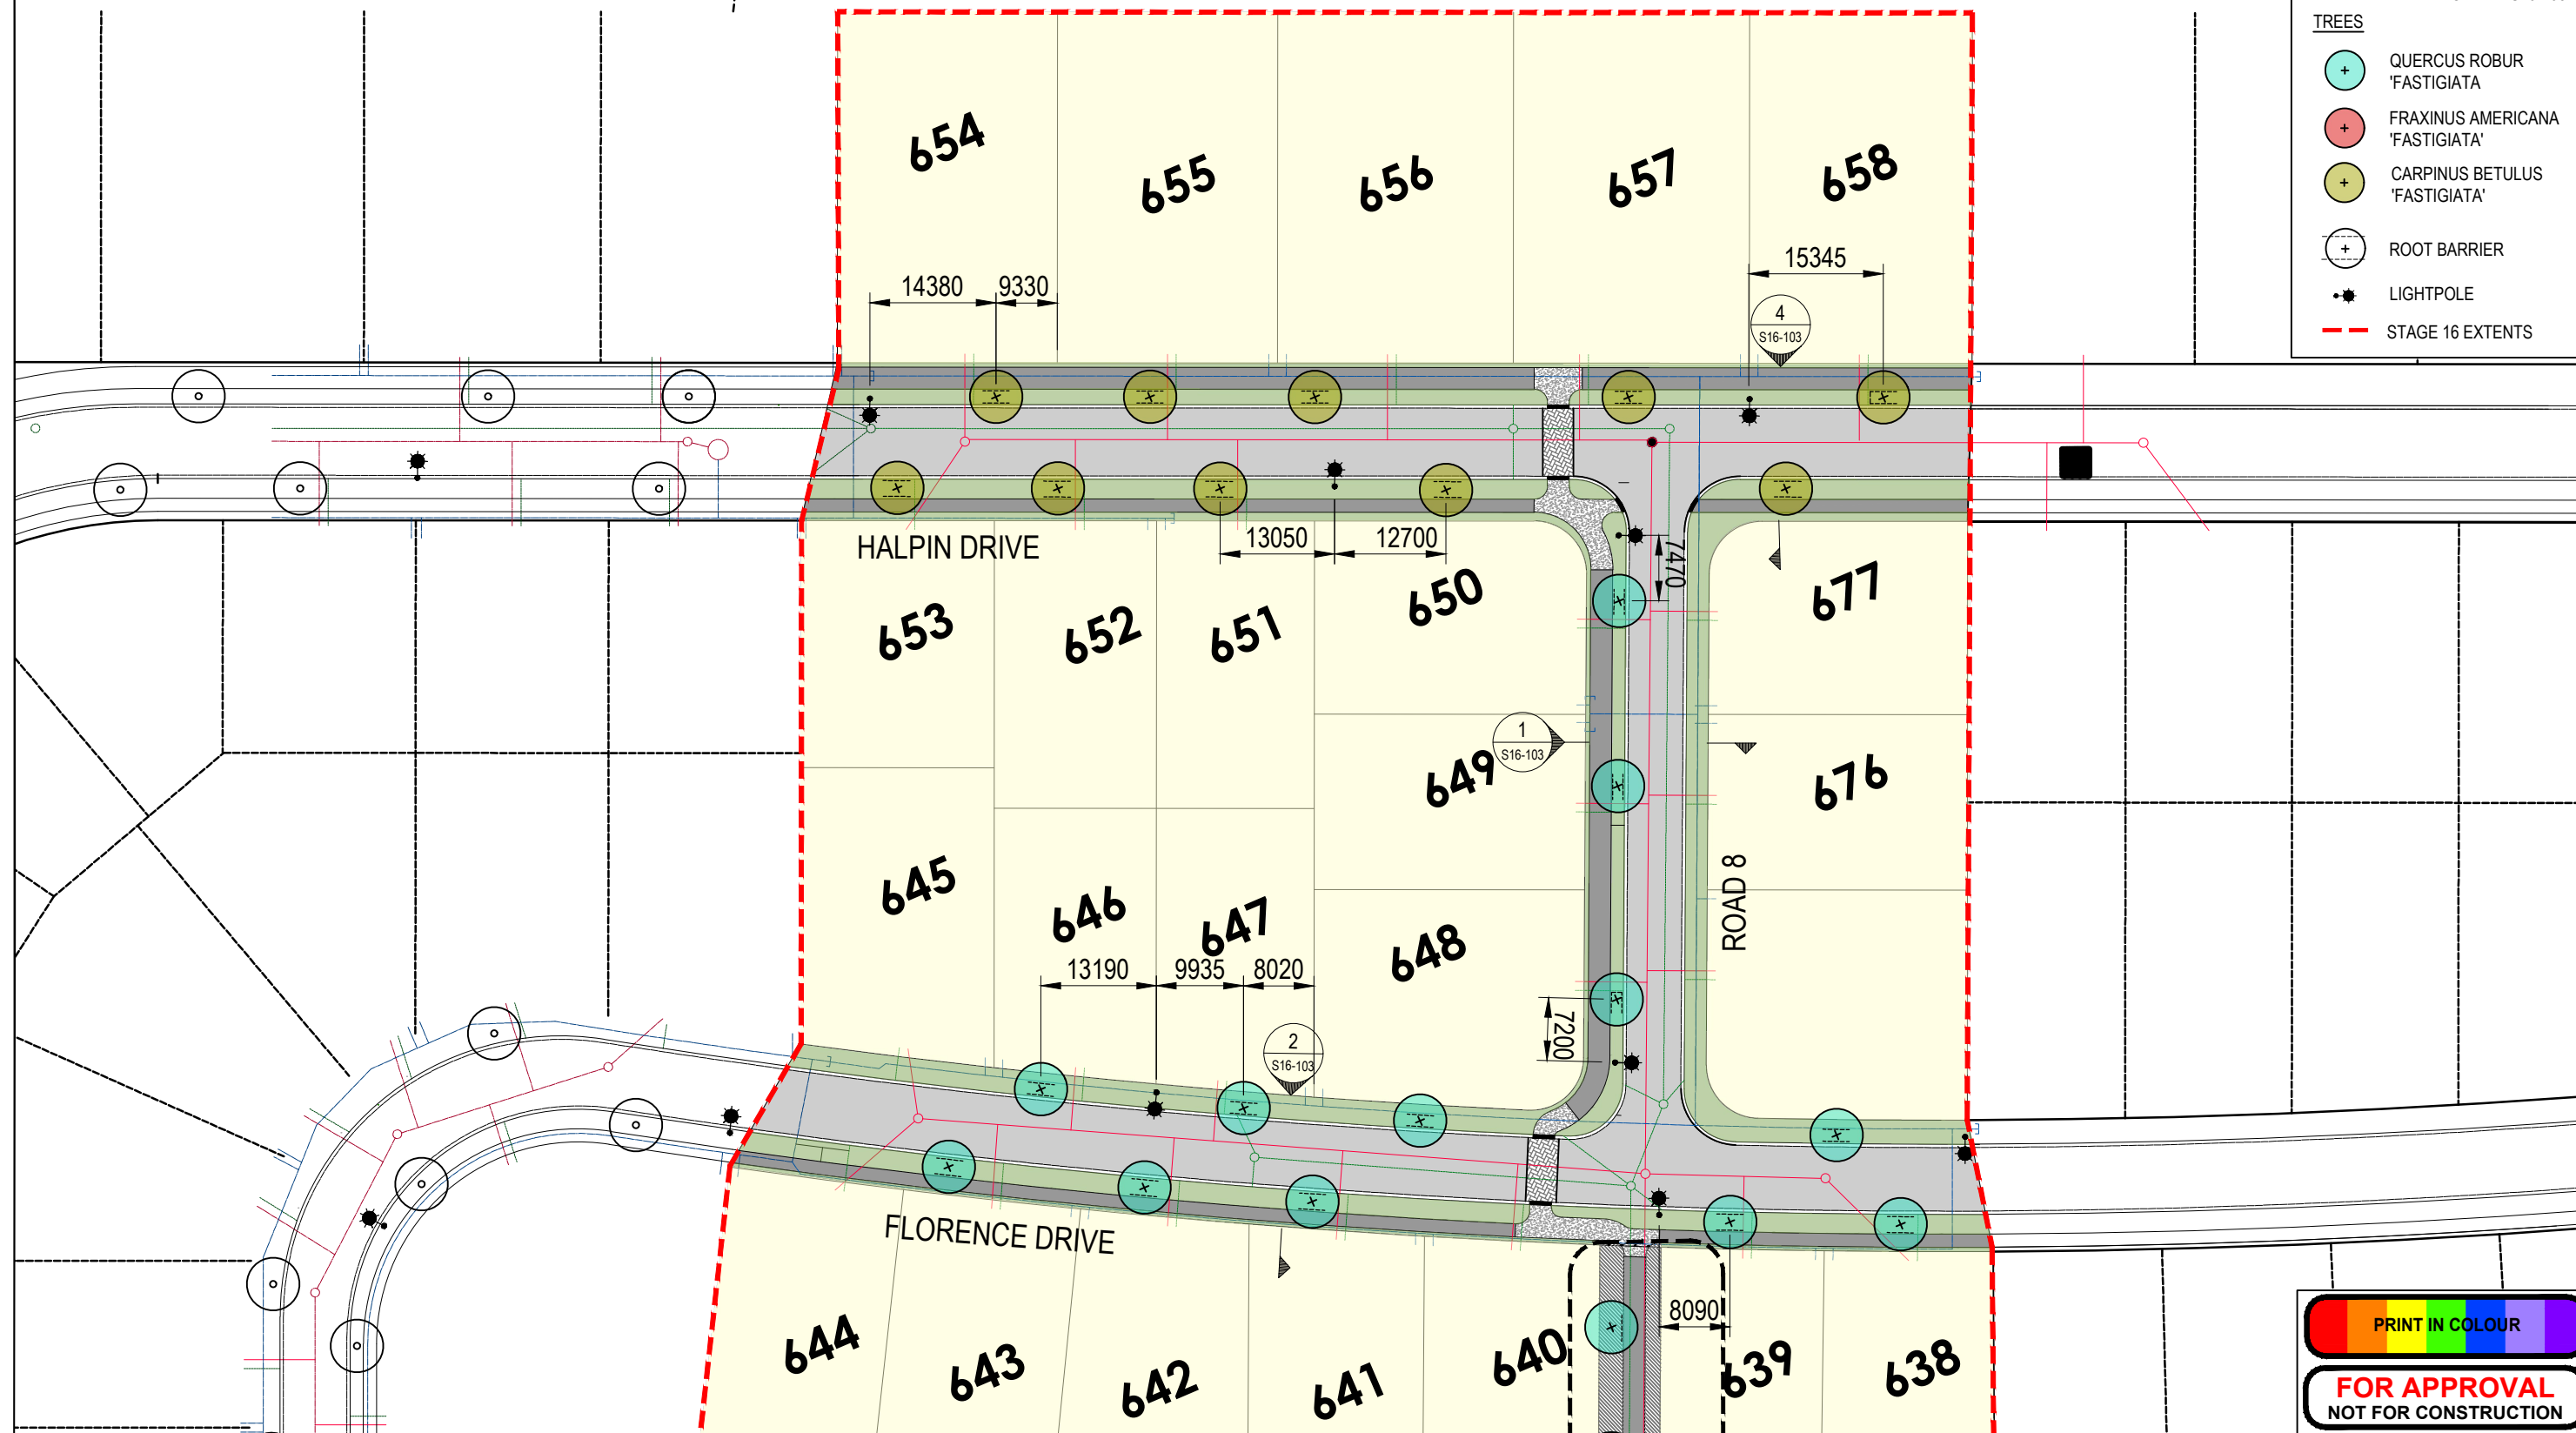 TREES
QUERCUS ROBUR
'FASTIGIATA
FRAXINUS AMERICANA
'FASTIGIATA'
CARPINUS BETULUS
'FASTIGIATA'
ROOT BARRIER
LIGHTPOLE
STAGE 16 EXTENTS
654
655
656
657
658
15345
14380
9330
4
S16-103
HALPIN DRIVE
13050
12700
7470
653
652
651
650
677
1
S16-103
649
676
645
646
647
648
ROAD 8
13190
9935
8020
7200
2
S16-103
FLORENCE DRIVE
8090
644
643
642
641
640
639
638
PRINT IN COLOUR
FOR APPROVAL
NOT FOR CONSTRUCTION